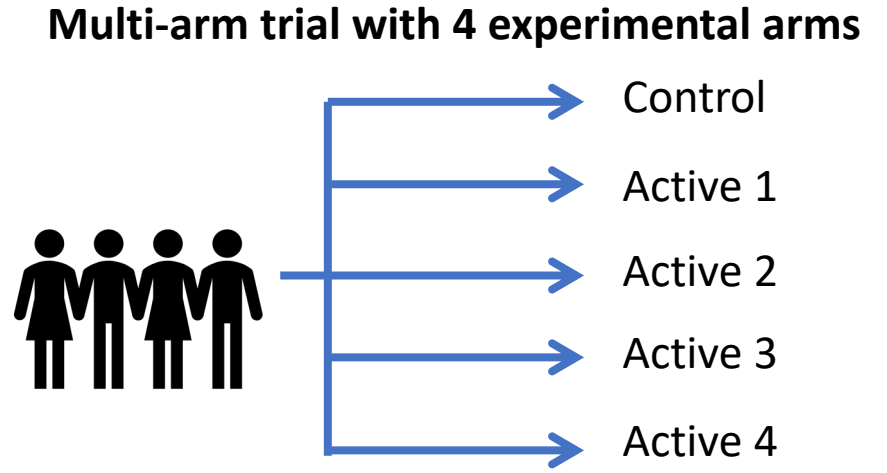 Multi-arm trial with 4 experimental arms
Control
Active 1
Active 2
Active 3
Active 4